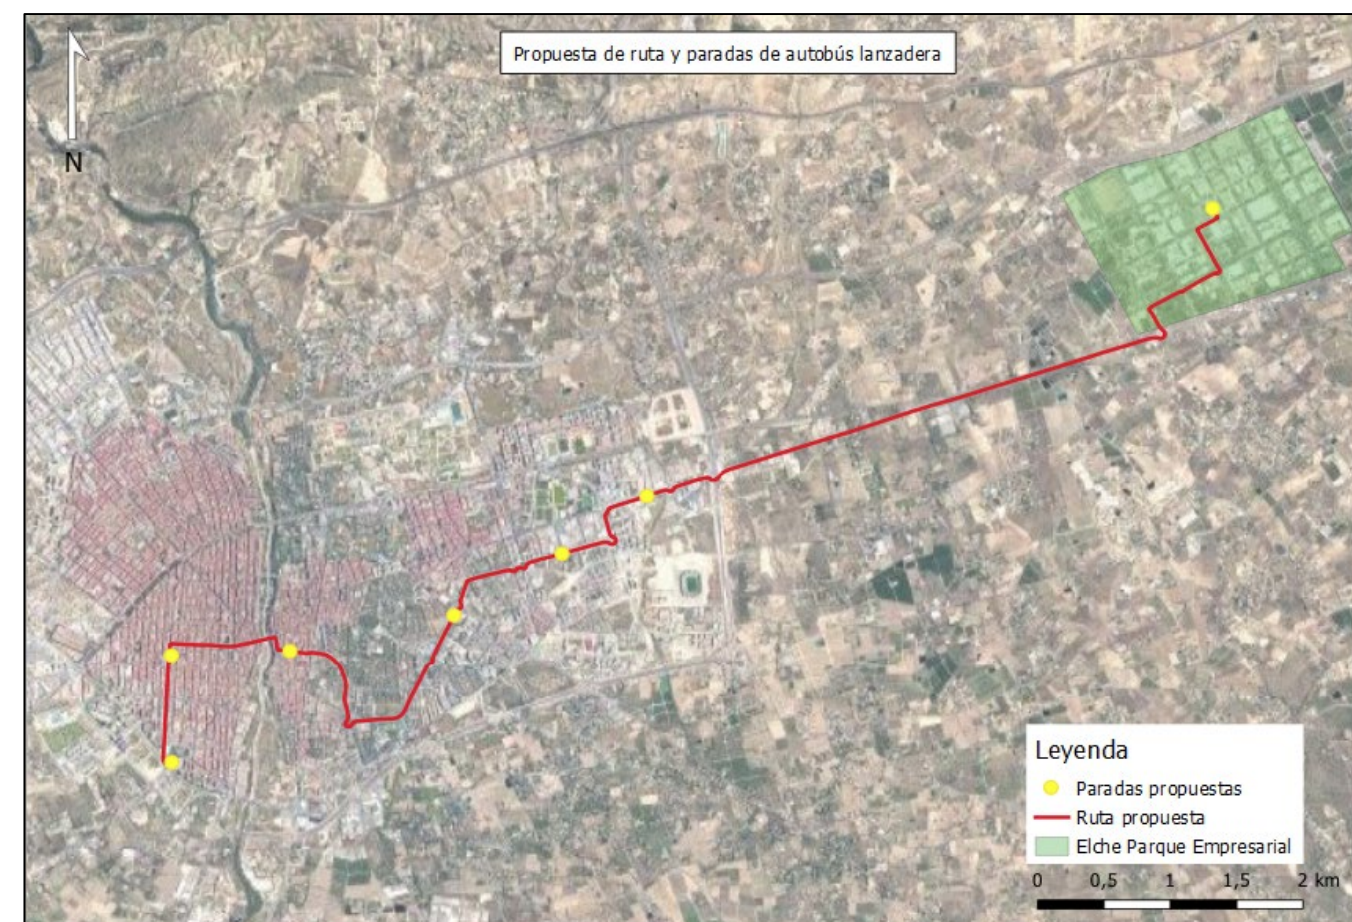 Propuesta de ruta y paradas de autobús lanzadera
N
Leyenda
Paradas propuestas
Ruta propuesta
Elche Parque Empresarial
0 0,5 1 1,5 2 km